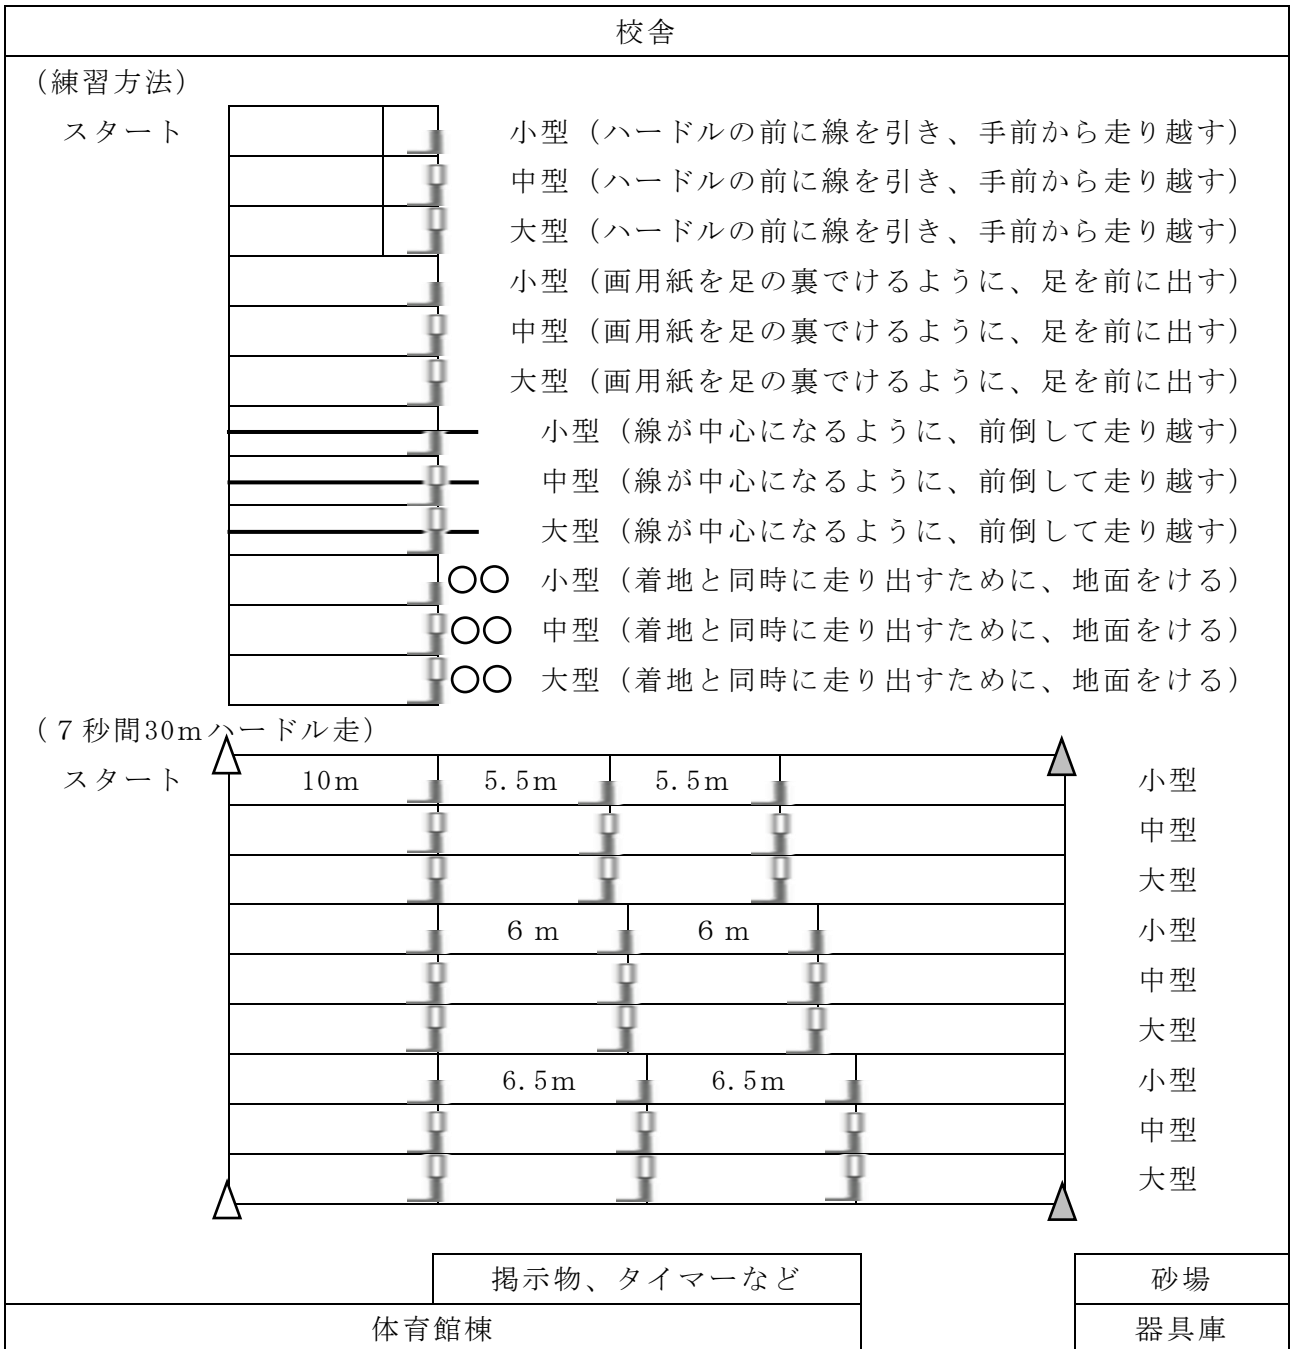 校舎
（練習方法）
スタート 小型（ハードルの前に線を引き、手前から走り越す）
中型（ハードルの前に線を引き、手前から走り越す）
大型（ハードルの前に線を引き、手前から走り越す）
小型（画用紙を足の裏でけるように、足を前に出す）
中型（画用紙を足の裏でけるように、足を前に出す）
大型（画用紙を足の裏でけるように、足を前に出す）
小型（線が中心になるように、前倒して走り越す）
中型（線が中心になるように、前倒して走り越す）
大型（線が中心になるように、前倒して走り越す）
小型（着地と同時に走り出すために、地面をける）
中型（着地と同時に走り出すために、地面をける）
大型（着地と同時に走り出すために、地面をける）
（７秒間30mハードル走）
スタート 10m 5.5m 5.5m 小型
中型
大型
６ｍ ６ｍ 小型
中型
大型
6.5m 6.5m 小型
中型
大型
掲示物、タイマーなど 砂場
体育館棟 器具庫